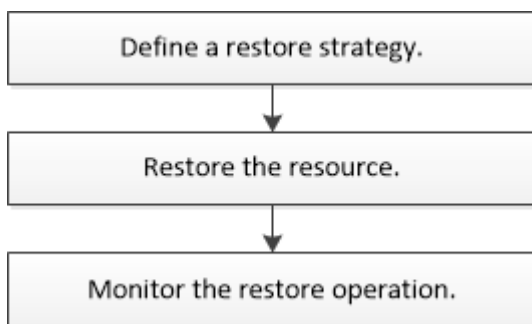 Define a restore strategy.
Restore the resource.
Monitor the restore operation.